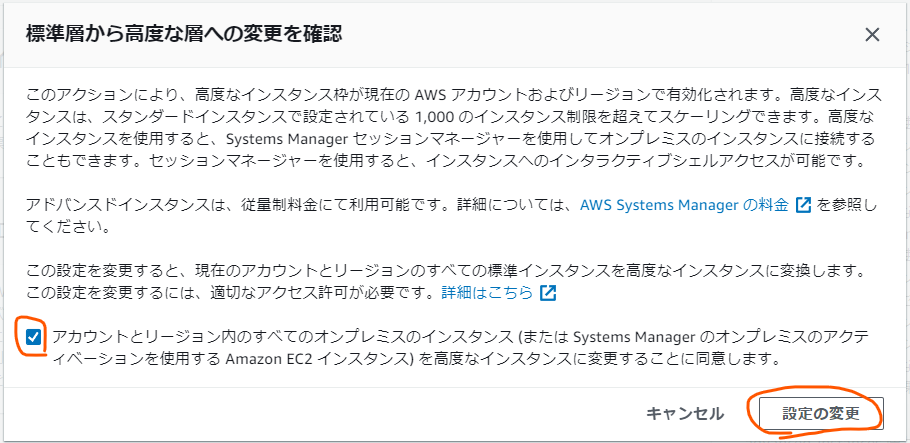 標準層から高度な層への変更を確認
このアクションにより、高度なインスタンス枠が現在の AWS アカウントおよびリージョンで有効化されます。高度なインス
タンスは、スタンダードインスタンスで設定されている 1,000 のインスタンス制限を超えてスケーリングできます。高度な
インスタンスを使用すると、Systems Manager セッションマネージャーを使用してオンプレミスのインスタンスに接続する
こともできます。セッションマネージャーを使用すると、インスタンスへのインタラクティブシェルアクセスが可能です。
アドバンスドインスタンスは、従量制料金にて利用可能です。詳細については、AWS Systems Manager の料金 を参照し
てください。
この設定を変更すると、現在のアカウントとリージョンのすべての標準インスタンスを高度なインスタンスに変換します。
この設定を変更するには、適切なアクセス許可が必要です。詳細はこちら
アカウントとリージョン内のすべてのオンプレミスのインスタンス (または Systems Manager のオンプレミスのアクテ
ィベーションを使用する Amazon EC2 インスタンス) を高度なインスタンスに変更することに同意します。
キャンセル 設定の変更